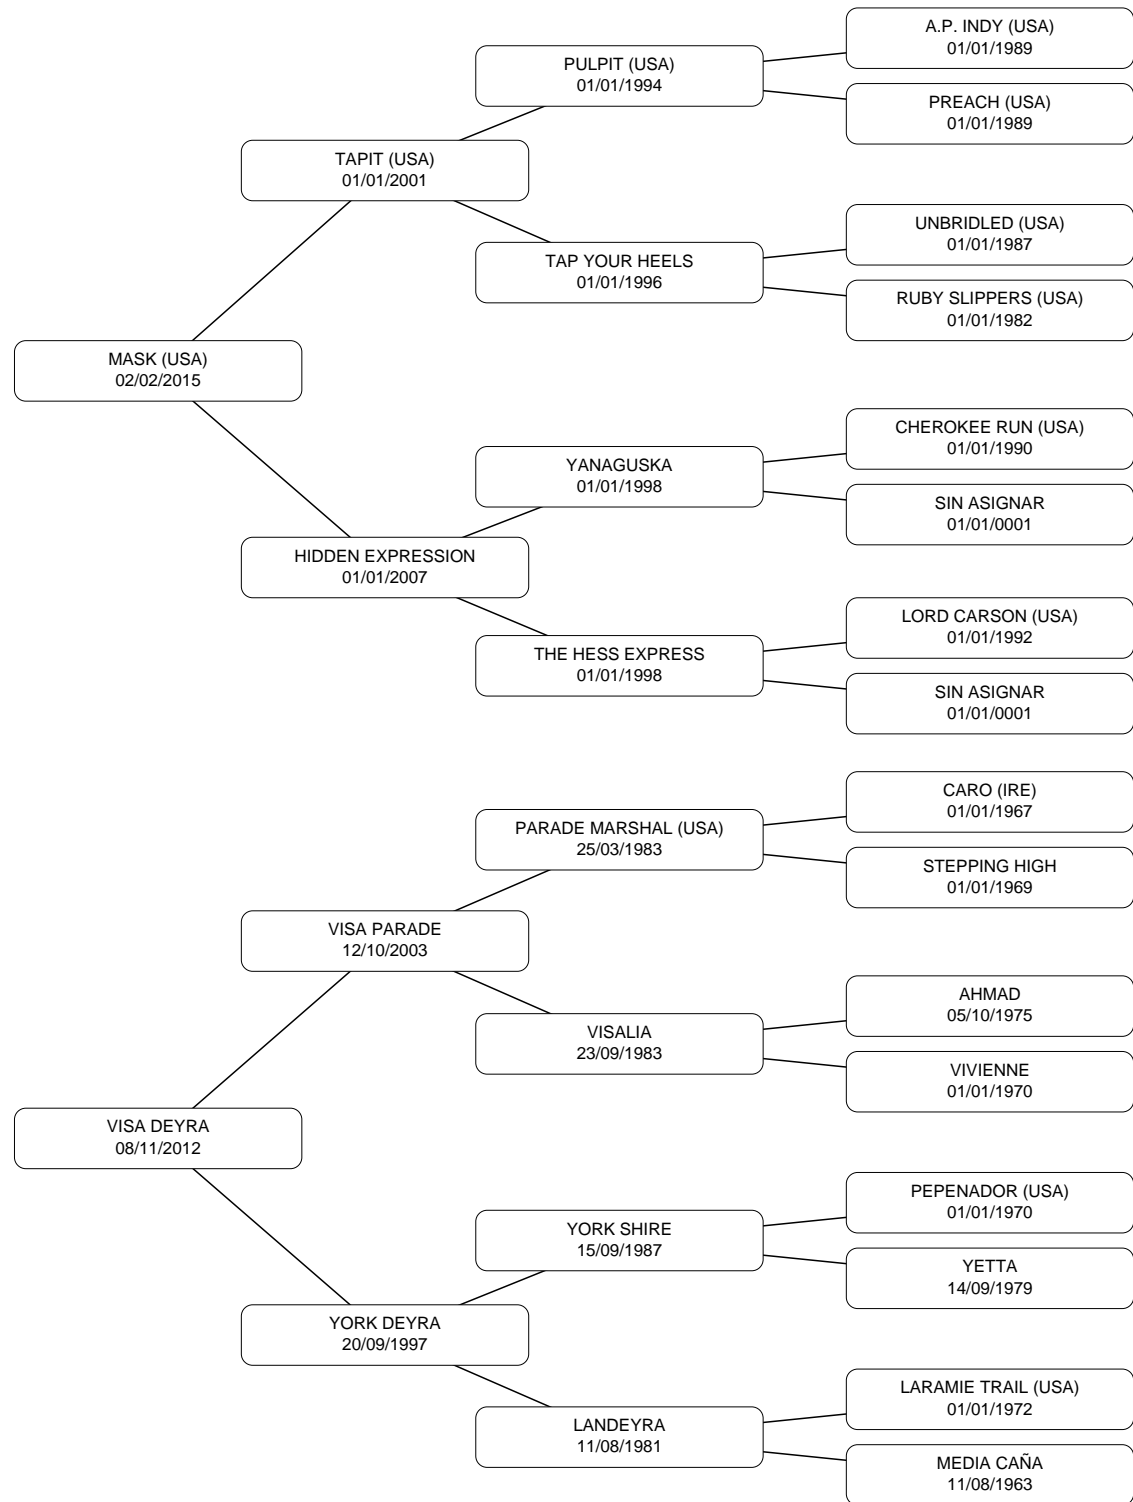 A.P. INDY (USA)
01/01/1989
PULPIT (USA)
01/01/1994
PREACH (USA)
01/01/1989
TAPIT (USA)
01/01/2001
UNBRIDLED (USA)
01/01/1987
TAP YOUR HEELS
01/01/1996
RUBY SLIPPERS (USA)
01/01/1982
MASK (USA)
02/02/2015
CHEROKEE RUN (USA)
01/01/1990
YANAGUSKA
01/01/1998
SIN ASIGNAR
01/01/0001
HIDDEN EXPRESSION
01/01/2007
LORD CARSON (USA)
01/01/1992
THE HESS EXPRESS
01/01/1998
SIN ASIGNAR
01/01/0001
CARO (IRE)
01/01/1967
PARADE MARSHAL (USA)
25/03/1983
STEPPING HIGH
01/01/1969
VISA PARADE
12/10/2003
AHMAD
05/10/1975
VISALIA
23/09/1983
VIVIENNE
01/01/1970
VISA DEYRA
08/11/2012
PEPENADOR (USA)
01/01/1970
YORK SHIRE
15/09/1987
YETTA
14/09/1979
YORK DEYRA
20/09/1997
LARAMIE TRAIL (USA)
01/01/1972
LANDEYRA
11/08/1981
MEDIA CAÑA
11/08/1963